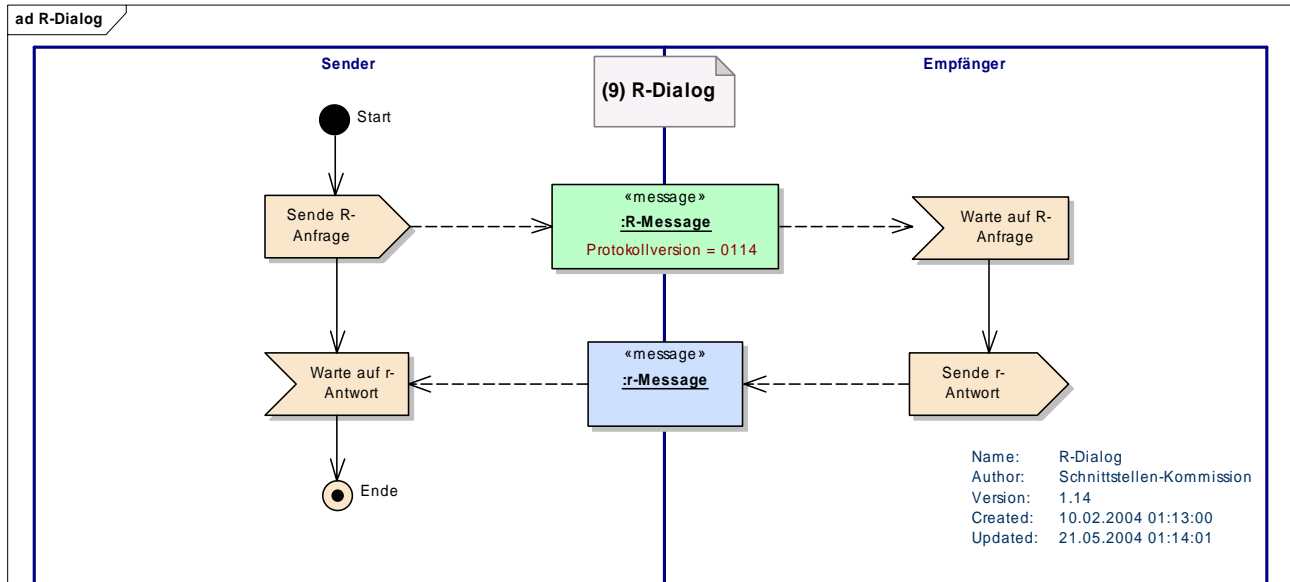 ad R-Dialog
Sender
Empfänger
(9) R-Dialog
Start
Sende R-
Anfrage
«message»
:R-Message
Protokollversion = 0114
Warte auf R-
Anfrage
Warte auf r-
Antwort
«message»
:r-Message
Sende r-
Antwort
Ende
Name: R-Dialog
Author: Schnittstellen-Kommission
Version: 1.14
Created: 10.02.2004 01:13:00
Updated: 21.05.2004 01:14:01